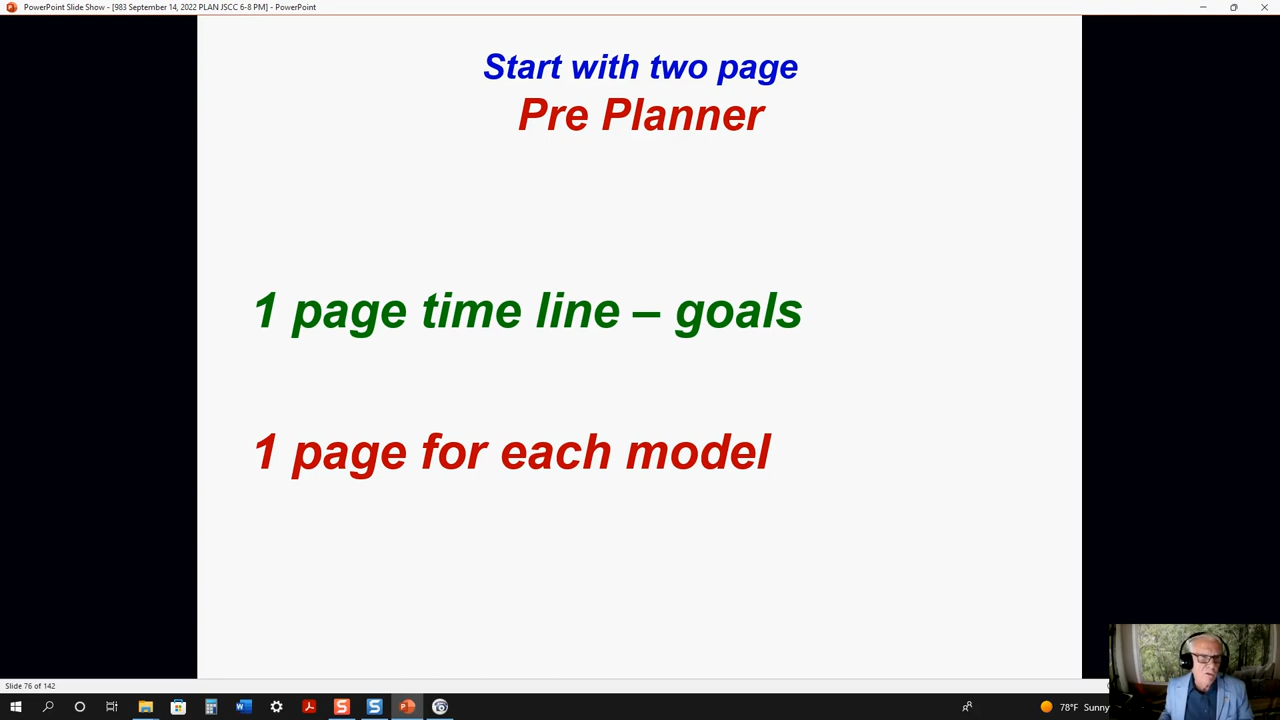 PowerPoint Slide Show - [983 September 14, 2022 PLAN JSCC 6-8 PM] - PowerPoint
Start with two page
Pre Planner
1 page time line – goals
1 page for each model
Slide 76 of 142
78°F Sunny